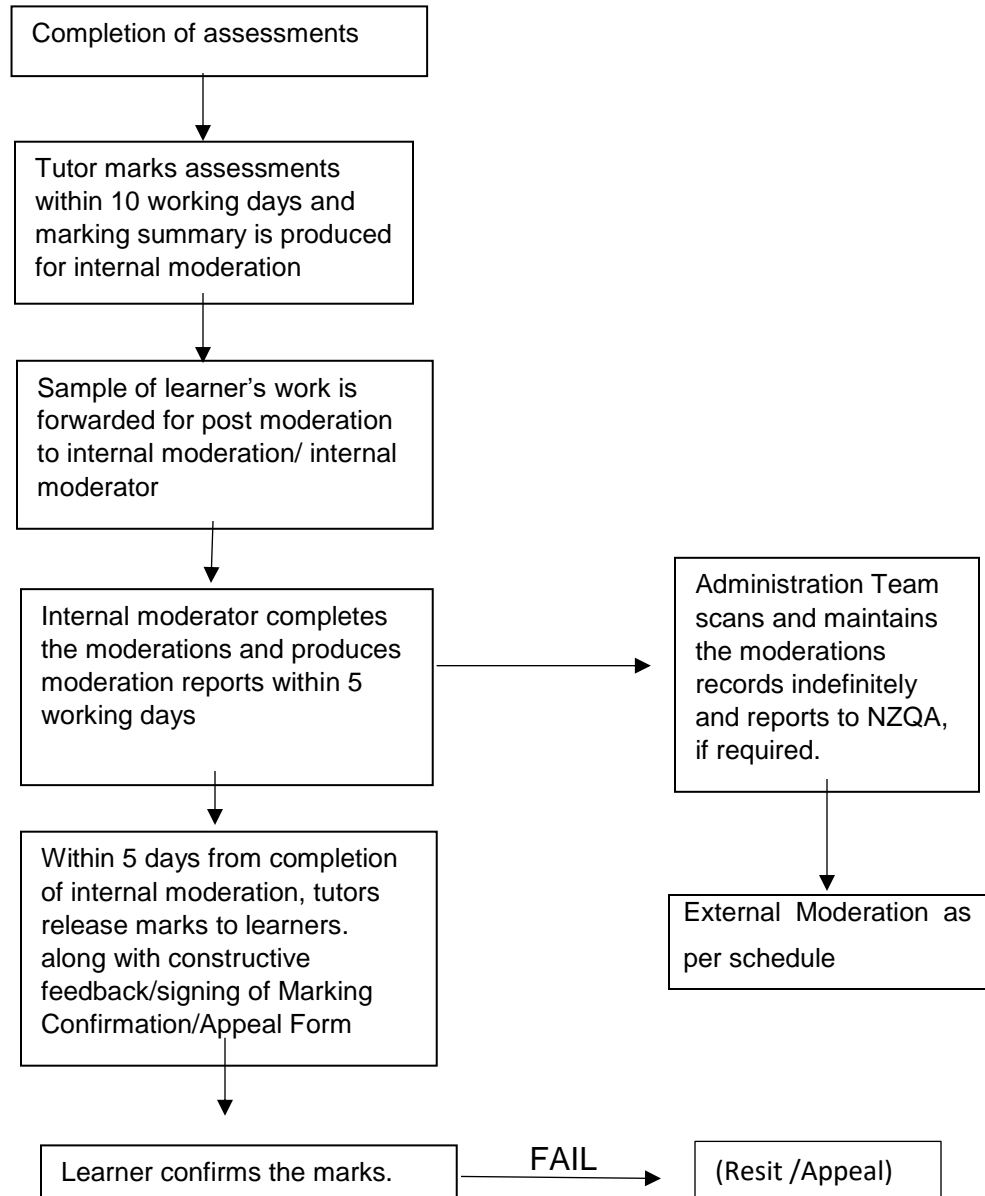 Completion of assessments
Tutor marks assessments
within 10 working days and
marking summary is produced
for internal moderation
Sample of learner’s work is
forwarded for post moderation
to internal moderation/ internal
moderator
Internal moderator completes
the moderations and produces
moderation reports within 5
working days
Administration Team
scans and maintains
the moderations
records indefinitely
and reports to NZQA,
if required.
Within 5 days from completion
of internal moderation, tutors
release marks to learners.
along with constructive
feedback/signing of Marking
Confirmation/Appeal Form
External Moderation as
per schedule
Learner confirms the marks.
FAIL
(Resit /Appeal)